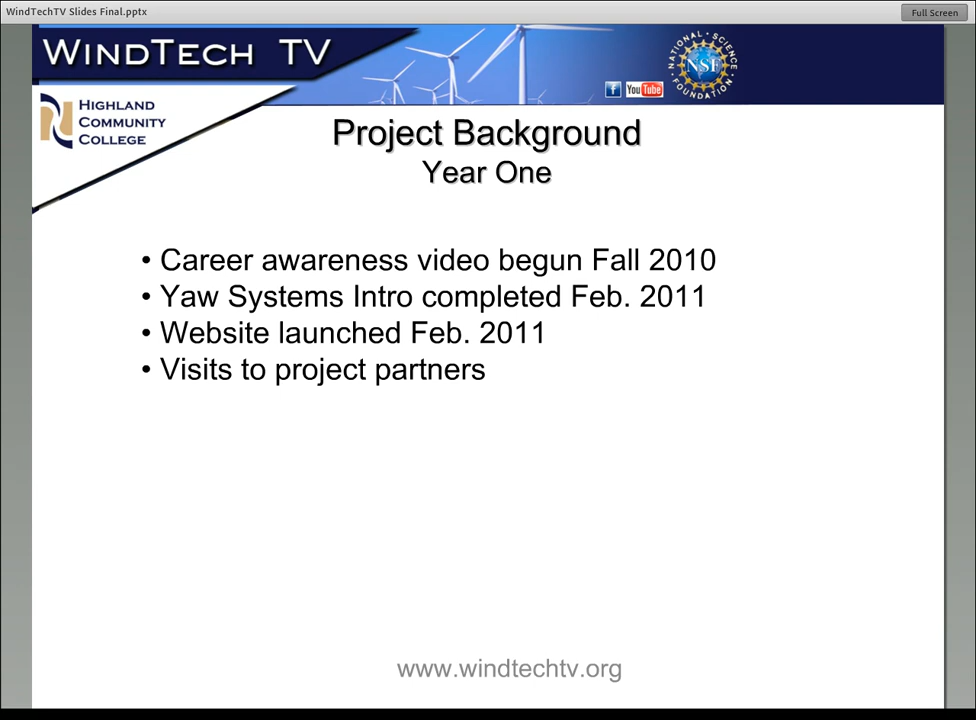 WindTechTV Slides Final.pptx
Full Screen
WINDTECH TV
NATIONAL SCIENCE FOUNDATION
NSF
f
YouTube
HIGHLAND
COMMUNITY
COLLEGE
Project Background
Year One
• Career awareness video begun Fall 2010
• Yaw Systems Intro completed Feb. 2011
• Website launched Feb. 2011
• Visits to project partners
www.windtechtv.org